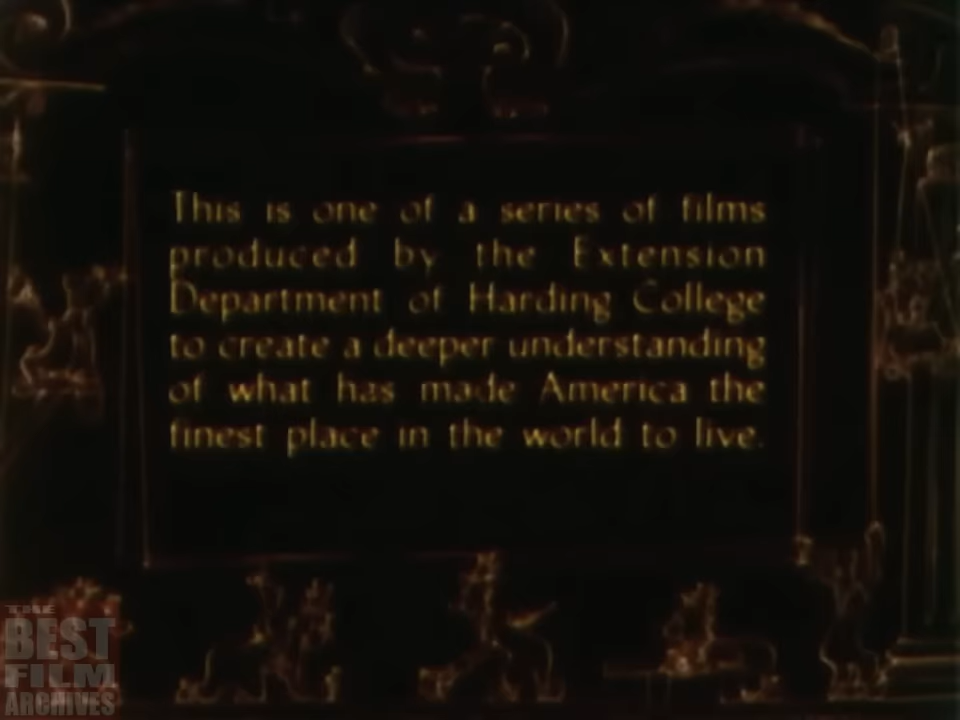 This is one of a series of films
produced by the Extension
Department of Harding College
to create a deeper understanding
of what has made America the
finest place in the world to live.
THE
BEST
FILM
ARCHIVES